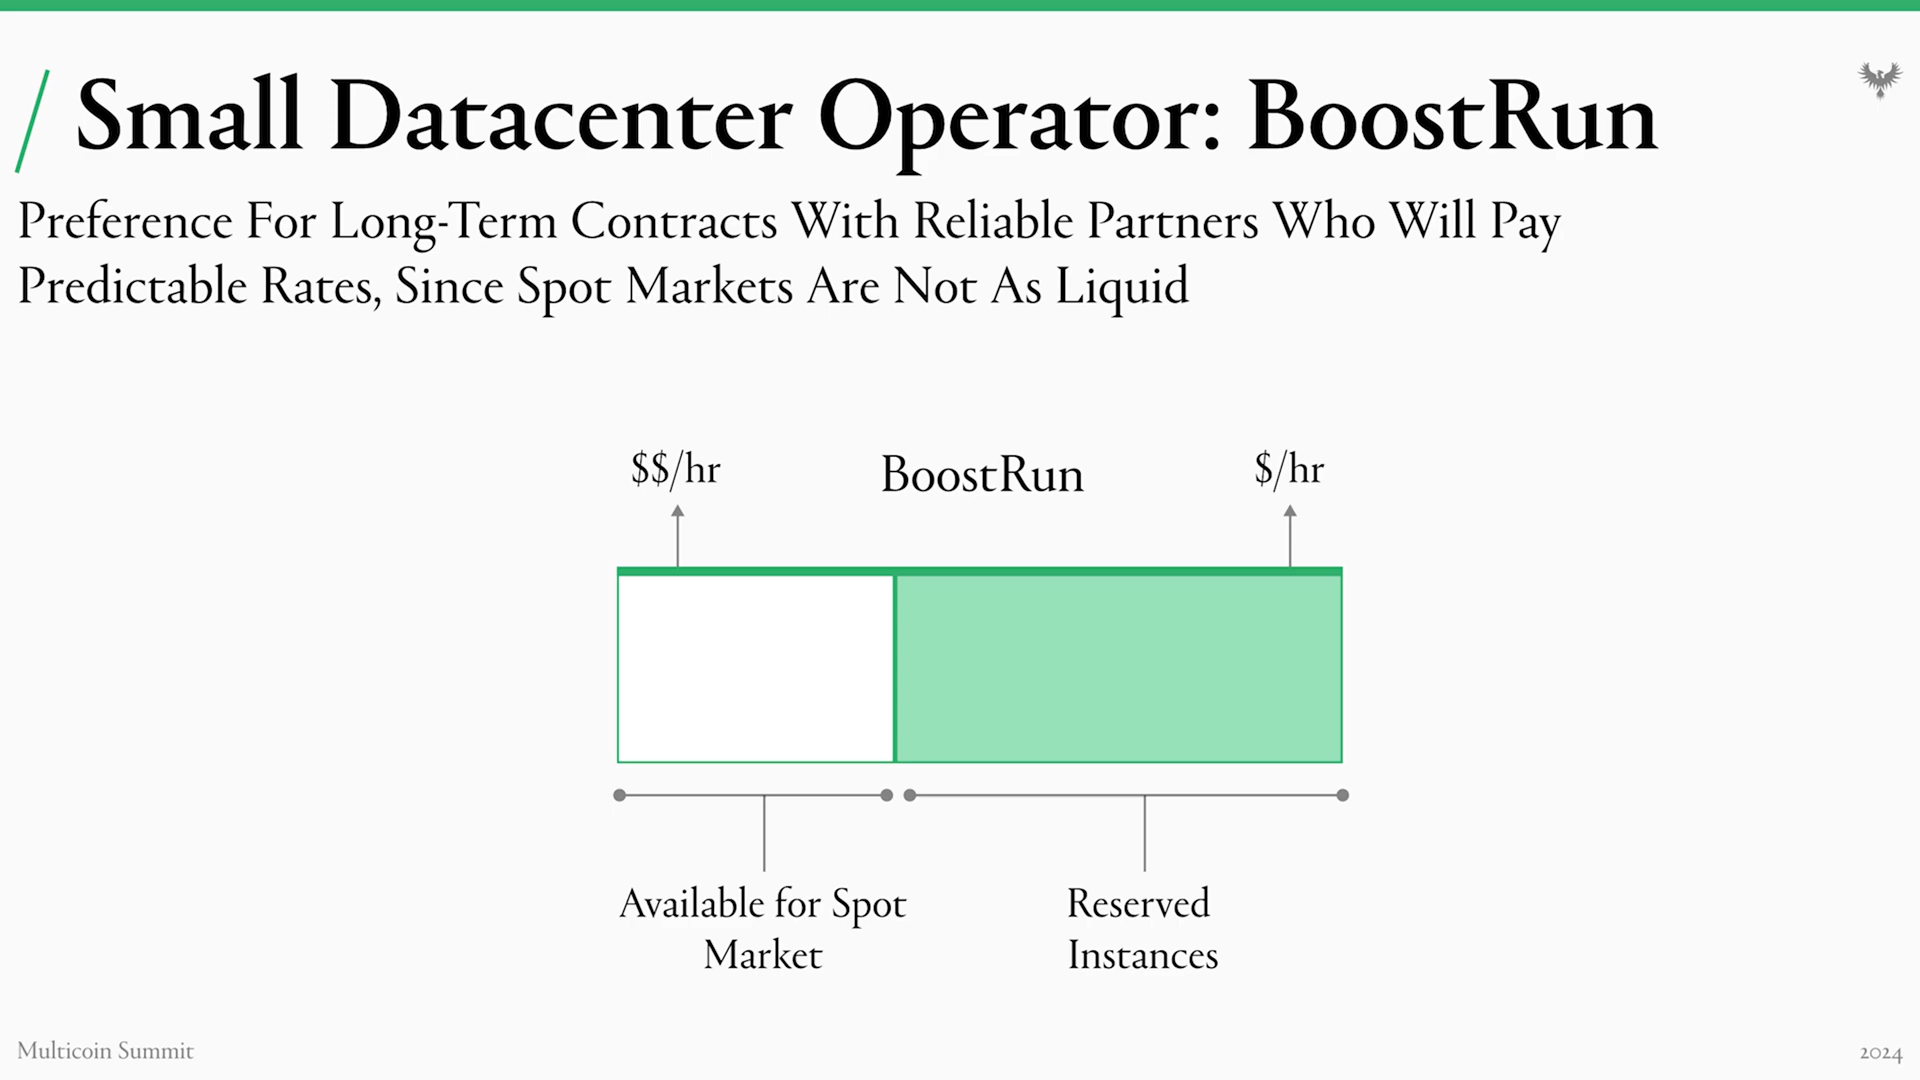 / Small Datacenter Operator: BoostRun
Preference For Long-Term Contracts With Reliable Partners Who Will Pay
Predictable Rates, Since Spot Markets Are Not As Liquid
$$/hr
BoostRun
$/hr
Available for Spot
Market
Reserved
Instances
Multicoin Summit
2024